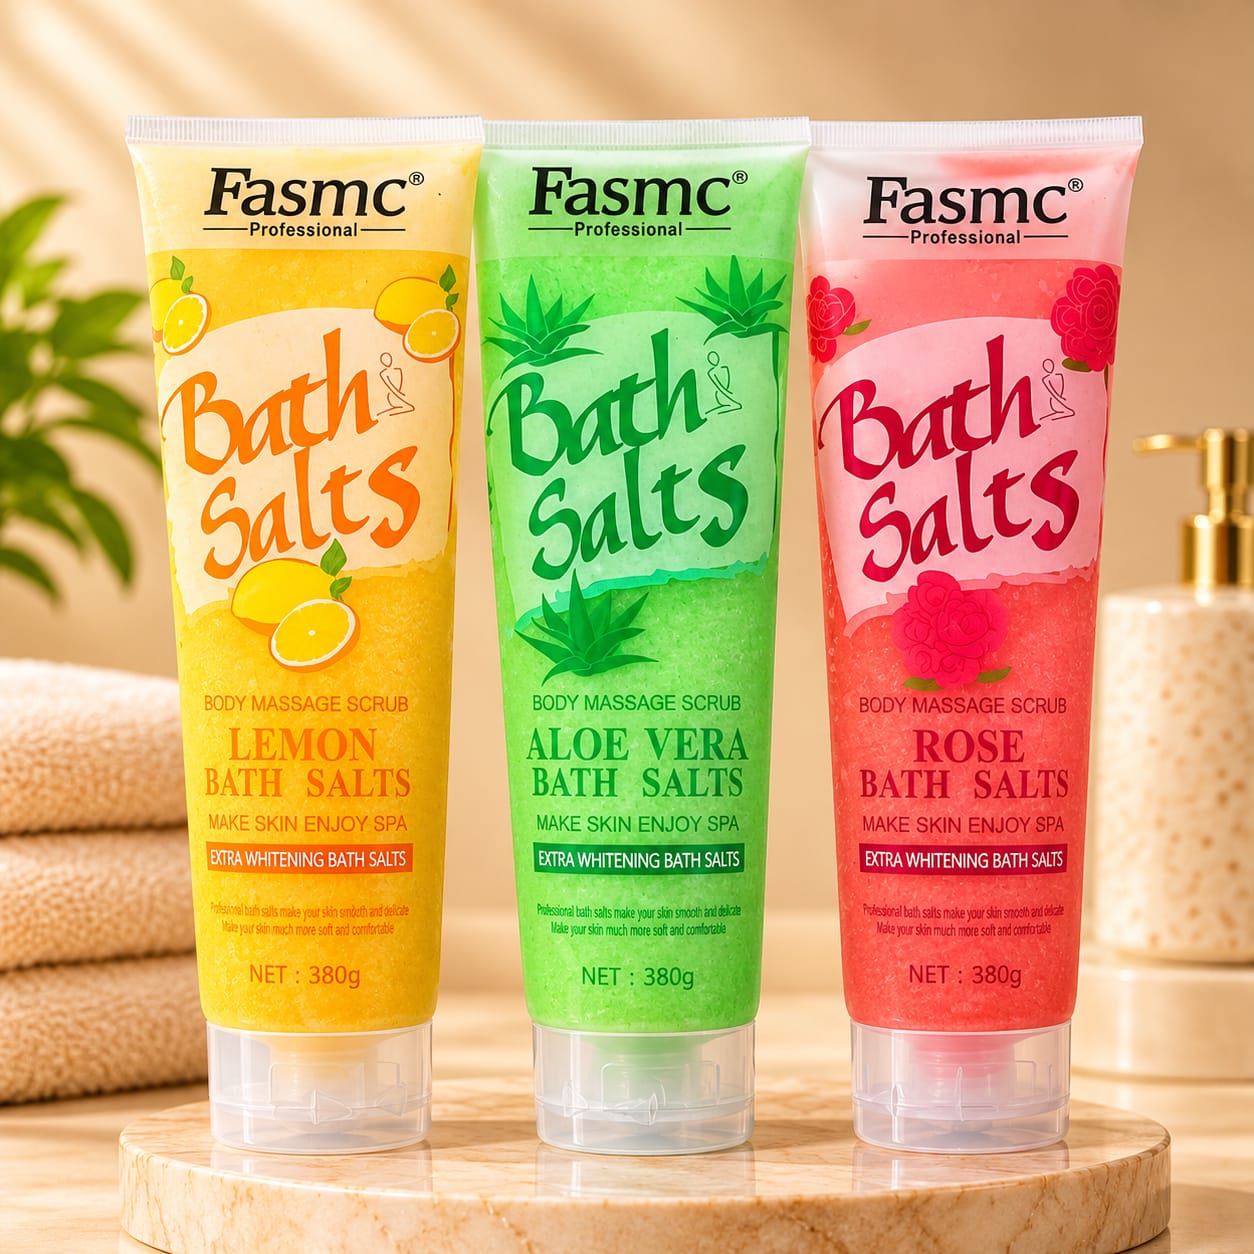 Fasmc®
Professional
Bath
Salts
BODY MASSAGE SCRUB
LEMON
BATH SALTS
MAKE SKIN ENJOY SPA
EXTRA WHITENING BATH SALTS
Professional bath salts make your skin smooth and delicate
Make your skin much more soft and comfortable
NET : 380g
Fasmc®
Professional
Bath
Salts
BODY MASSAGE SCRUB
ALOE VERA
BATH SALTS
MAKE SKIN ENJOY SPA
EXTRA WHITENING BATH SALTS
Professional bath salts make your skin smooth and delicate
Make your skin much more soft and comfortable
NET : 380g
Fasmc®
Professional
Bath
Salts
BODY MASSAGE SCRUB
ROSE
BATH SALTS
MAKE SKIN ENJOY SPA
EXTRA WHITENING BATH SALTS
Professional bath salts make your skin smooth and delicate
Make your skin much more soft and comfortable
NET : 380g